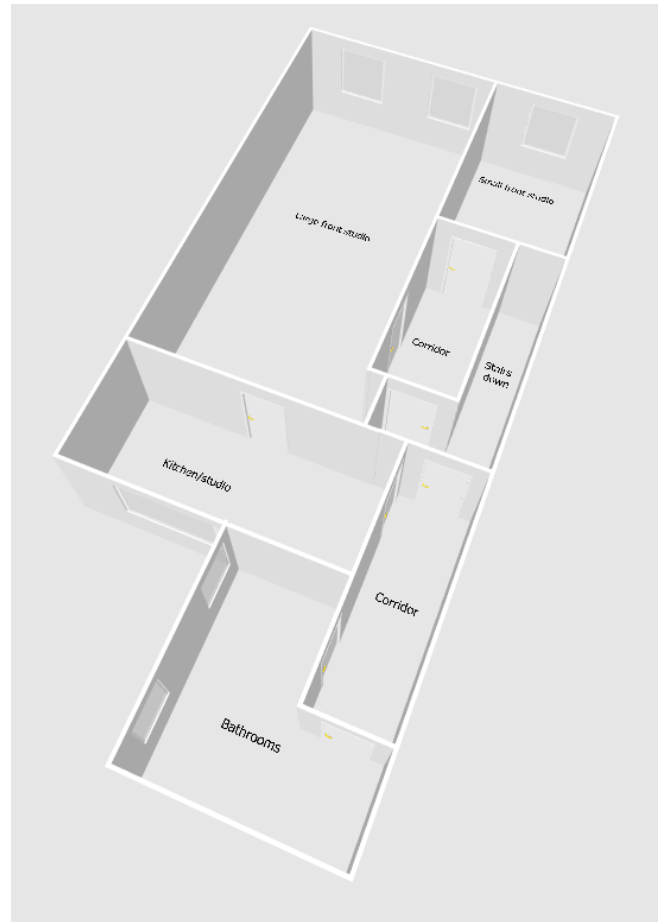 Small front studio
Large front studio
Corridor
Stairs
down
Kitchen/studio
Corridor
Bathrooms